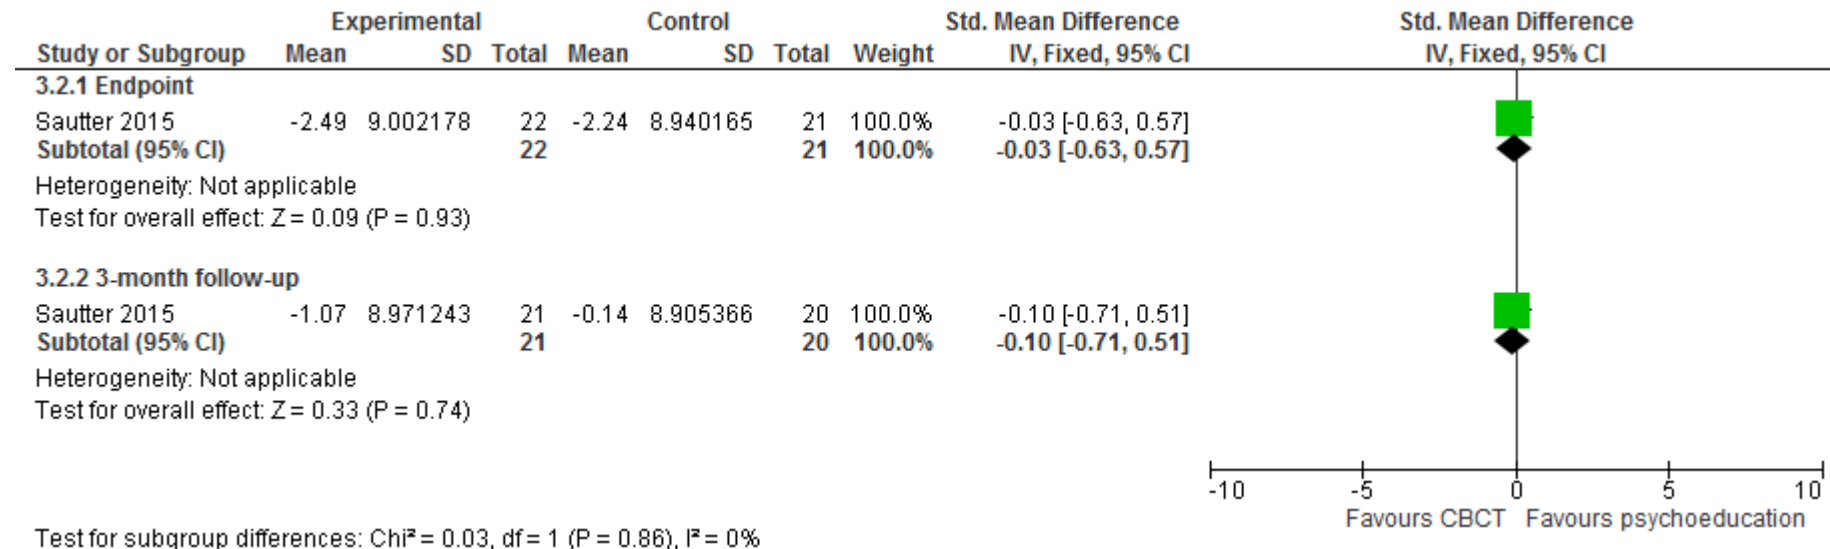 Experimental Control Std. Mean Difference Std. Mean Difference
Study or Subgroup Mean SD Total Mean SD Total Weight IV, Fixed, 95% CI IV, Fixed, 95% CI
3.2.1 Endpoint
Sautter 2015 -2.49 9.002178 22 -2.24 8.940165 21 100.0% -0.03 [-0.63, 0.57]
Subtotal (95% CI) 22 21 100.0% -0.03 [-0.63, 0.57]
Heterogeneity: Not applicable
Test for overall effect: Z = 0.09 (P = 0.93)
3.2.2 3-month follow-up
Sautter 2015 -1.07 8.971243 21 -0.14 8.905366 20 100.0% -0.10 [-0.71, 0.51]
Subtotal (95% CI) 21 20 100.0% -0.10 [-0.71, 0.51]
Heterogeneity: Not applicable
Test for overall effect: Z = 0.33 (P = 0.74)
-10 -5 0 5 10
Favours CBCT Favours psychoeducation
Test for subgroup differences: Chi² = 0.03, df = 1 (P = 0.86), I² = 0%